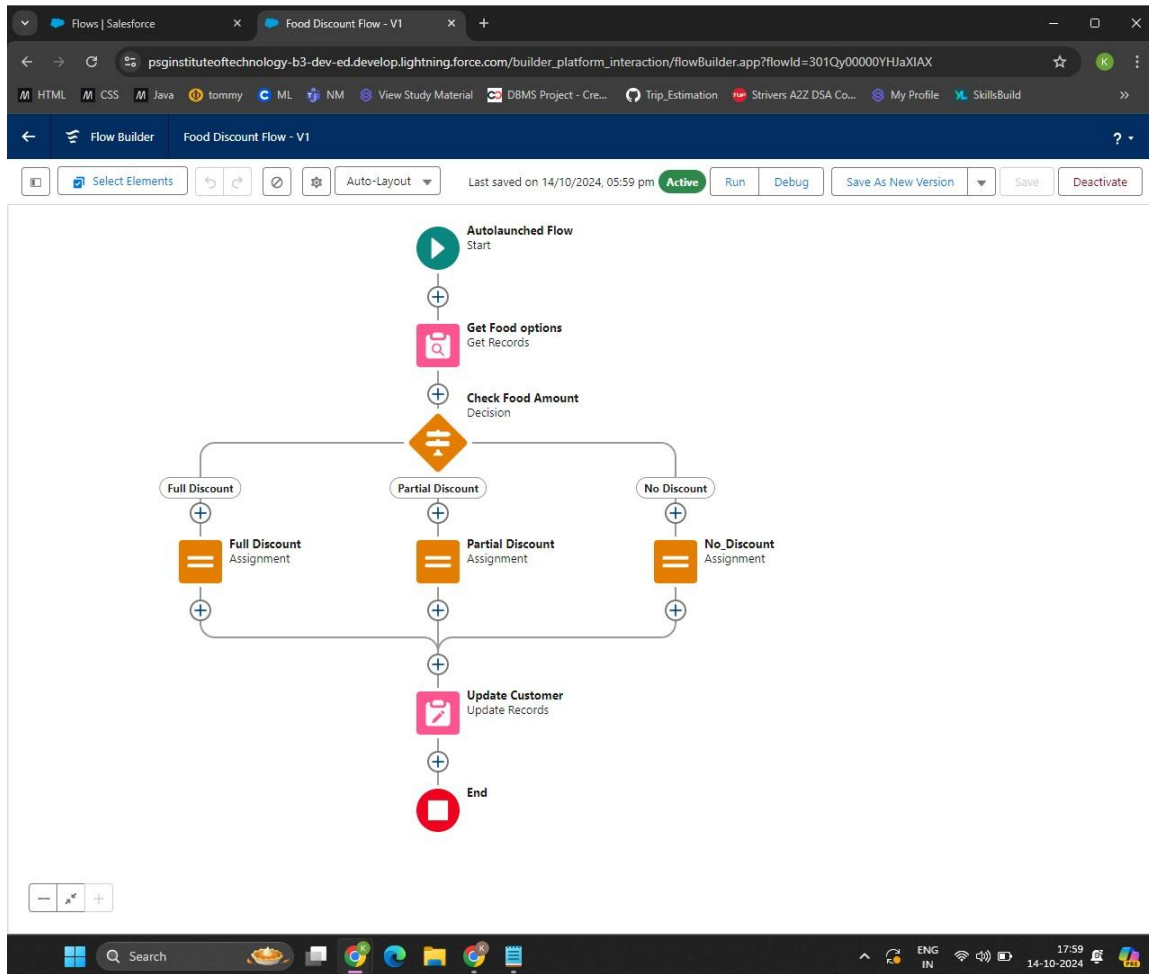 Flows | Salesforce
Food Discount Flow - V1
psginstituteoftechnology-b3-dev-ed.develop.lightning.force.com/builder_platform_interaction/flowBuilder.app?flowId=301Qy00000YHJaXIAX
K
HTML CSS Java tommy ML NM View Study Material DBMS Project - Cre... Trip_Estimation Strivers A2Z DSA Co... My Profile SkillsBuild
Flow Builder Food Discount Flow - V1 ?
Select Elements Auto-Layout Last saved on 14/10/2024, 05:59 pm Active Run Debug Save As New Version Save Deactivate
Autolaunched Flow
Start
Get Food options
Get Records
Check Food Amount
Decision
Full Discount Partial Discount No Discount
Full Discount Partial Discount No_Discount
Assignment Assignment Assignment
Update Customer
Update Records
End
Search
ENG
IN
17:59
14-10-2024